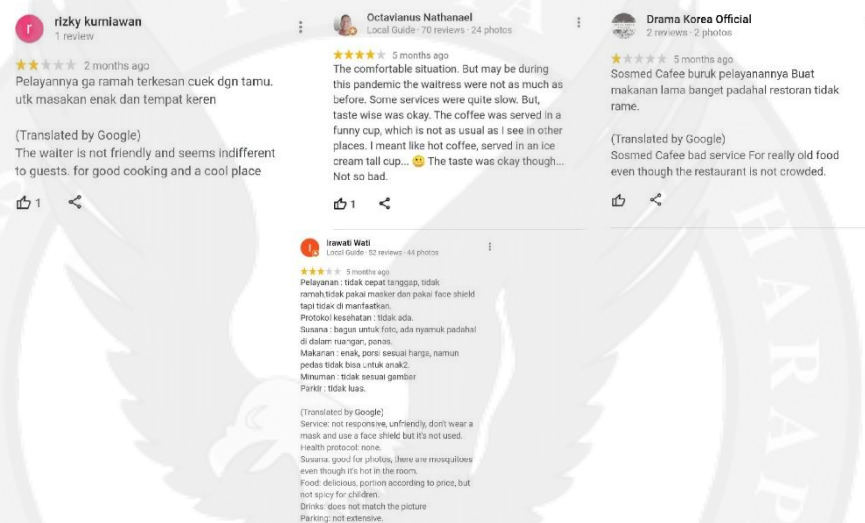 rizky kurniawan
1 review
2 months ago
Pelayannya ga ramah terkesan cuek dgn tamu.
utk masakan enak dan tempat keren
(Translated by Google)
The waiter is not friendly and seems indifferent
to guests. for good cooking and a cool place
1
Octavianus Nathanael
Local Guide · 70 reviews · 24 photos
5 months ago
The comfortable situation. But may be during
this pandemic the waitress were not as much as
before. Some services were quite slow. But,
taste wise was okay. The coffee was served in a
funny cup, which is not as usual as I see in other
places. I meant like hot coffee, served in an ice
cream tall cup... 😬 The taste was okay though...
Not so bad.
1
Drama Korea Official
2 reviews · 2 photos
5 months ago
Sosmed Cafee buruk pelayanannya Buat
makanan lama banget padahal restoran tidak
rame.
(Translated by Google)
Sosmed Cafee bad service For really old food
even though the restaurant is not crowded.
Irawati Wati
Local Guide · 52 reviews · 44 photos
5 months ago
Pelayanan : tidak cepat tanggap, tidak
ramah,tidak pakai masker dan pakai face shield
tapi tidak di manfaatkan.
Protokol kesehatan : tidak ada.
Susana : bagus untuk foto, ada nyamuk padahal
di dalam ruangan, panas.
Makanan : enak, porsi sesuai harga, namun
pedas tidak bisa untuk anak2.
Minuman : tidak sesuai gambar
Parkir : tidak luas.
(Translated by Google)
Service: not responsive, unfriendly, don't wear a
mask and use a face shield but it's not used.
Health protocol: none.
Susana: good for photos, there are mosquitoes
even though it's hot in the room.
Food: delicious, portion according to price, but
not spicy for children.
Drinks: does not match the picture
Parking: not extensive.
HARAP